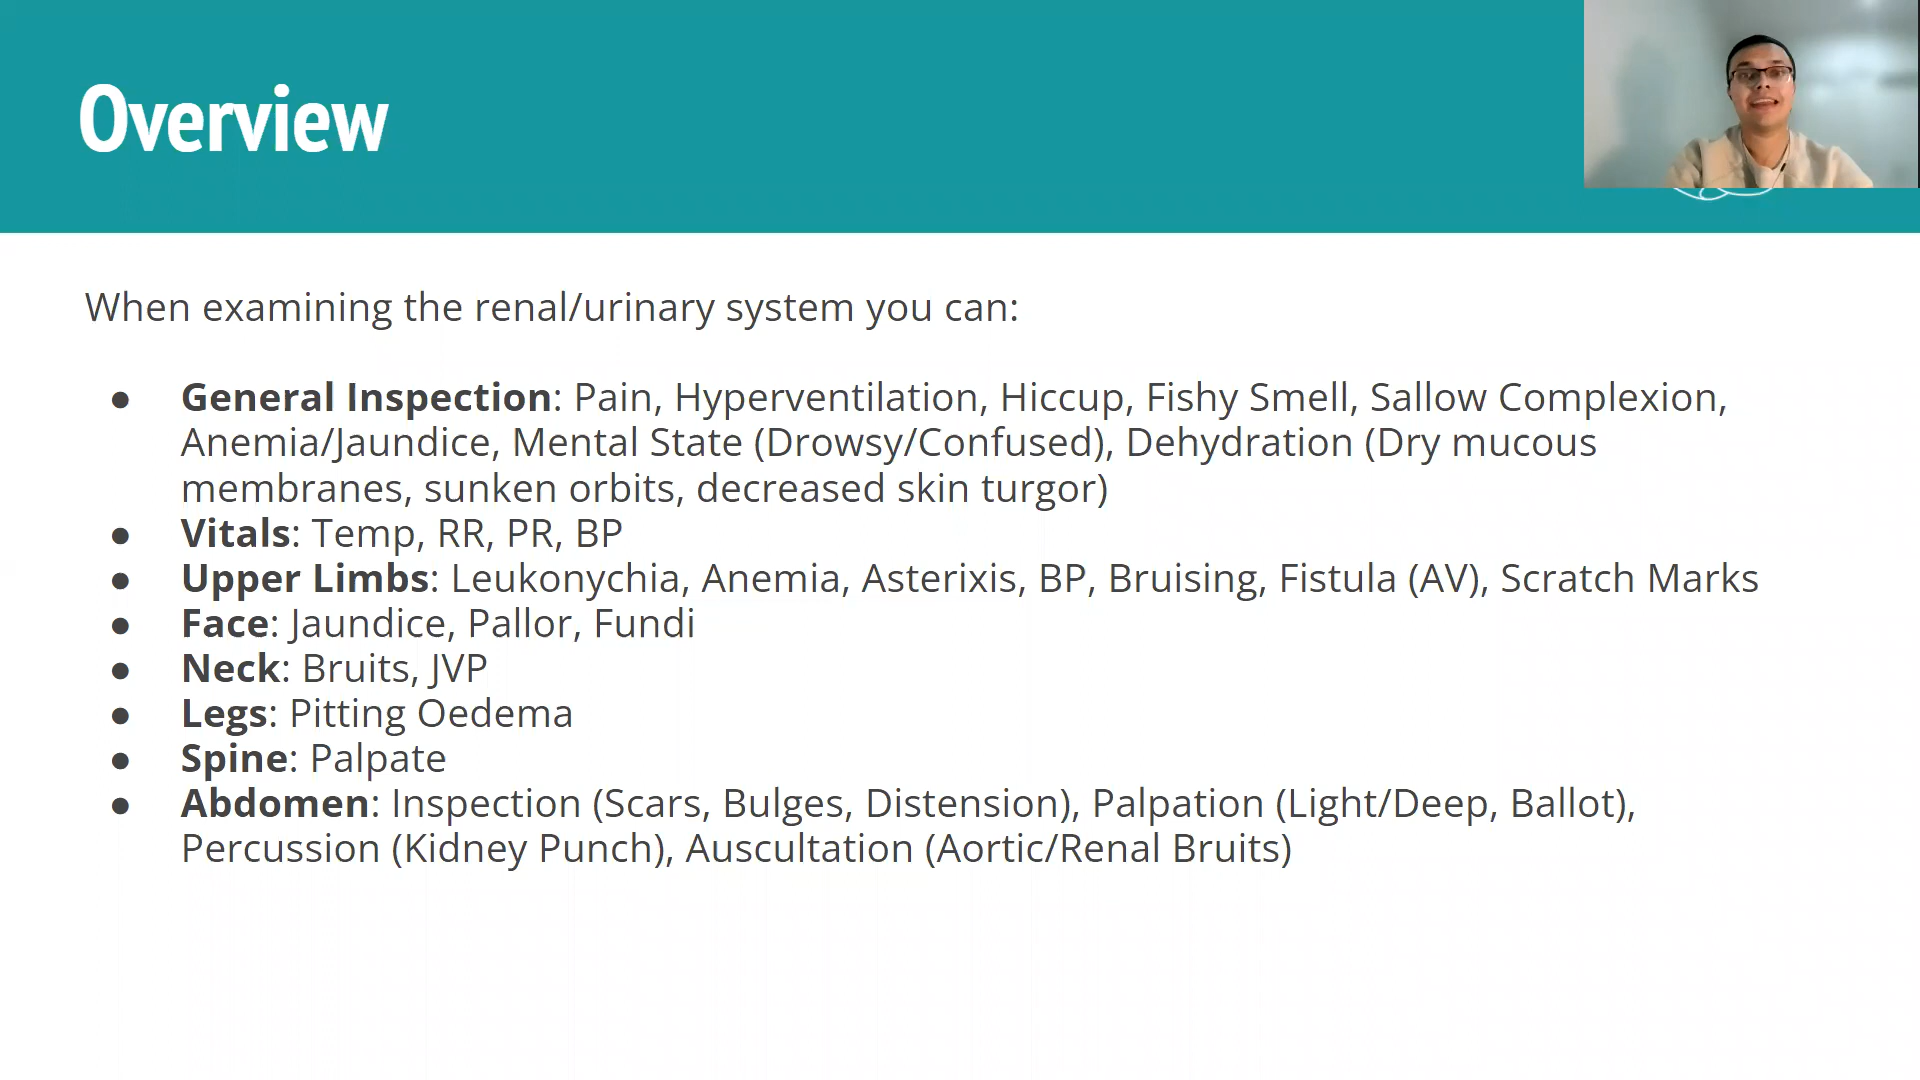 Overview
When examining the renal/urinary system you can:
● General Inspection: Pain, Hyperventilation, Hiccup, Fishy Smell, Sallow Complexion,
Anemia/Jaundice, Mental State (Drowsy/Confused), Dehydration (Dry mucous
membranes, sunken orbits, decreased skin turgor)
● Vitals: Temp, RR, PR, BP
● Upper Limbs: Leukonychia, Anemia, Asterixis, BP, Bruising, Fistula (AV), Scratch Marks
● Face: Jaundice, Pallor, Fundi
● Neck: Bruits, JVP
● Legs: Pitting Oedema
● Spine: Palpate
● Abdomen: Inspection (Scars, Bulges, Distension), Palpation (Light/Deep, Ballot),
Percussion (Kidney Punch), Auscultation (Aortic/Renal Bruits)